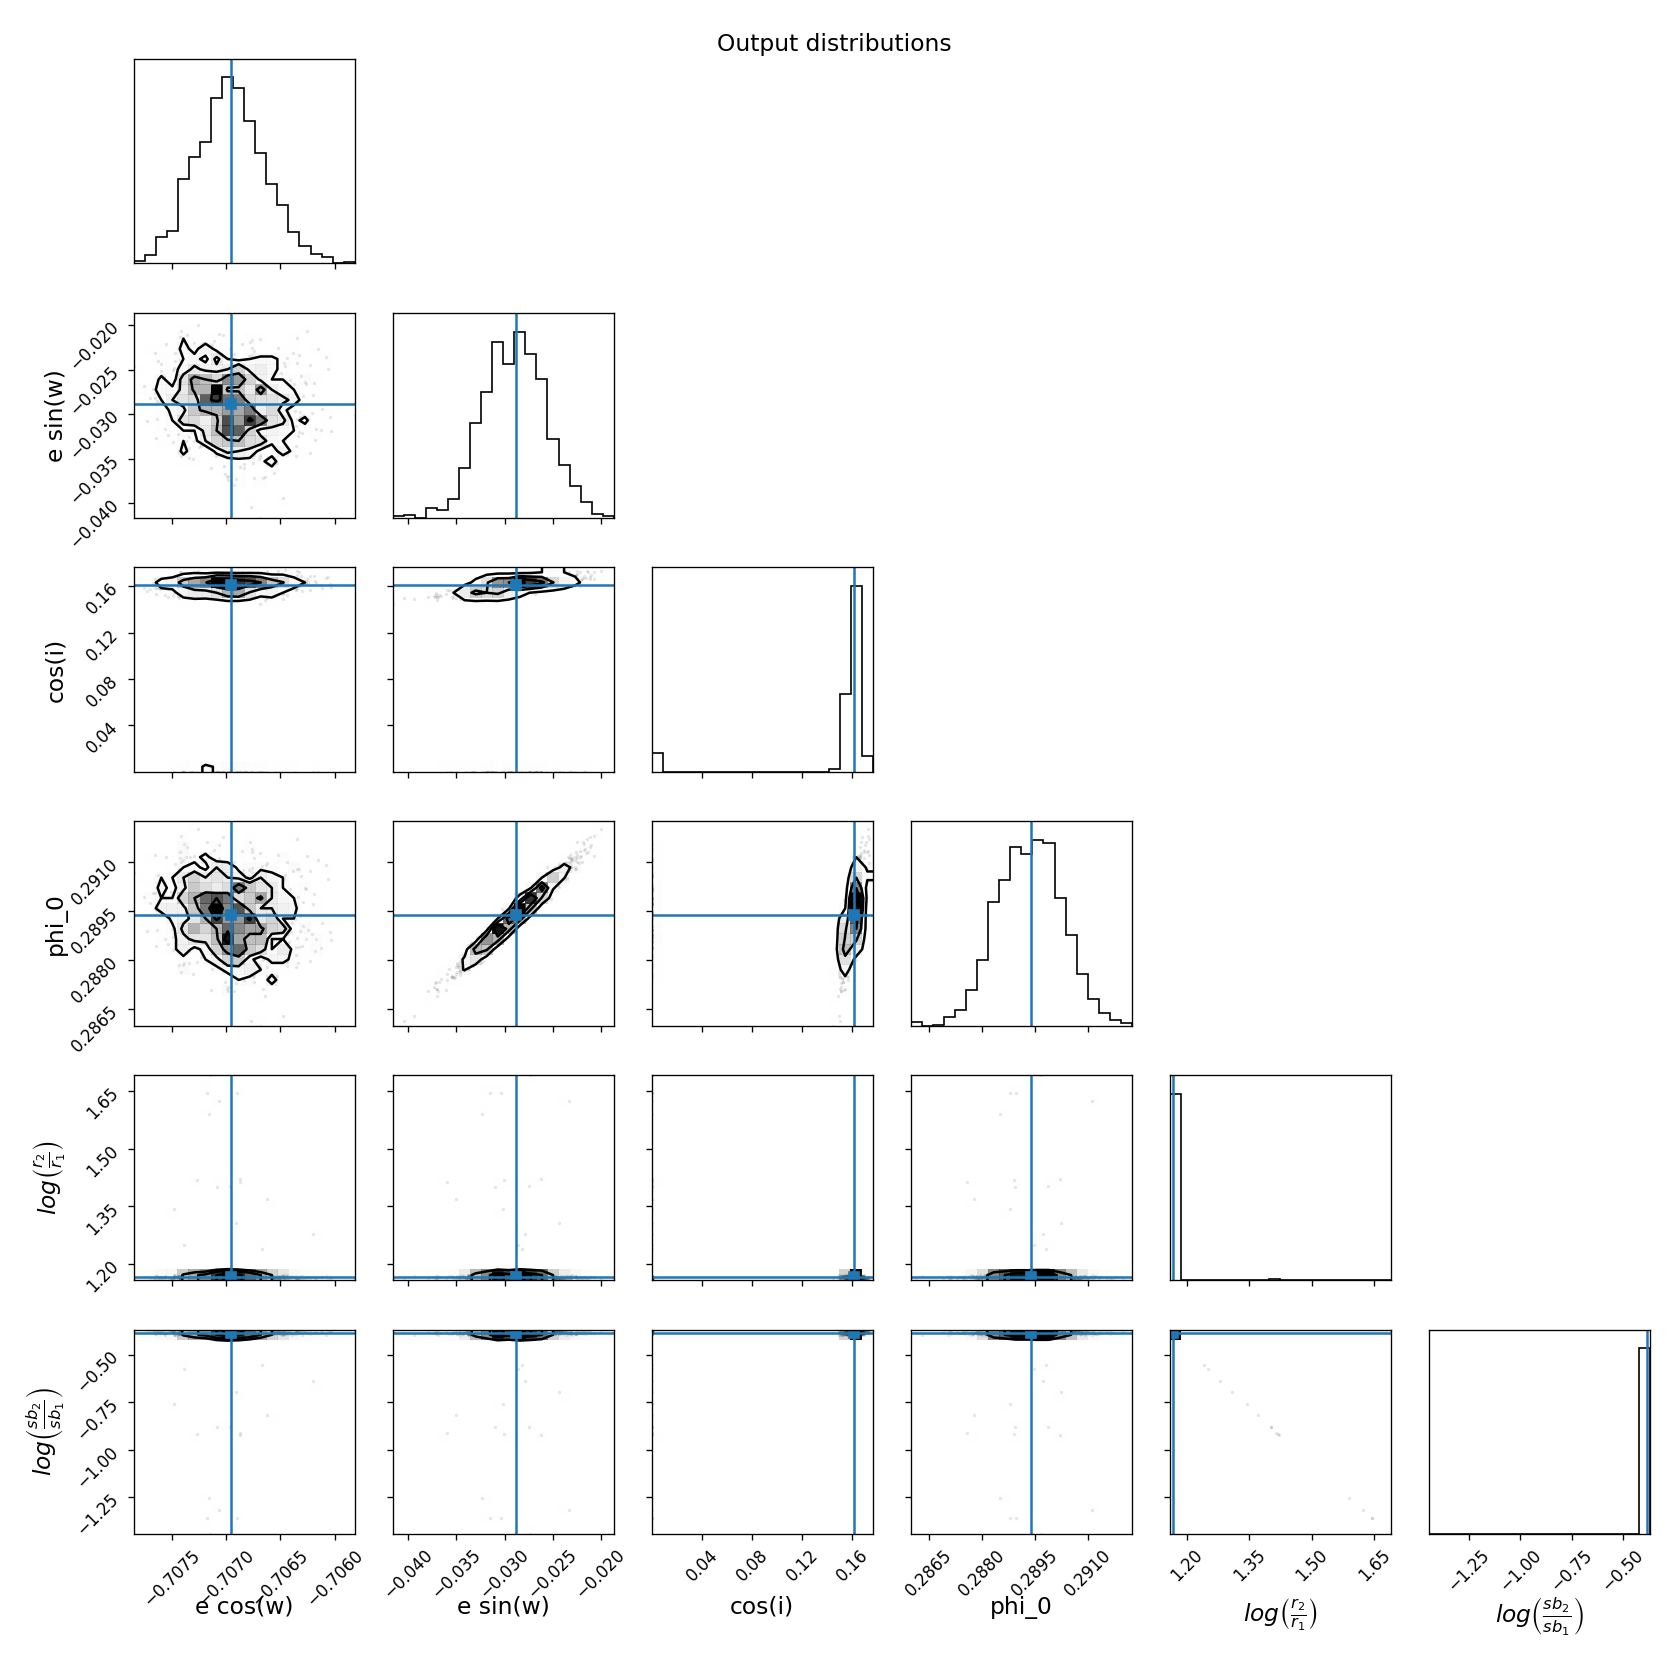 Output distributions
−0.020
−0.025
−0.030
−0.035
−0.040
e sin(w)
0.16
0.12
0.08
0.04
cos(i)
0.2910
0.2895
0.2880
0.2865
phi_0
1.65
1.50
1.35
1.20
log(r₂/r₁)
−0.50
−0.75
−1.00
−1.25
log(sb₂/sb₁)
−0.7075 −0.7070 −0.7065 −0.7060 −0.040 −0.035 −0.030 −0.025 −0.020 0.04 0.08 0.12 0.16 0.2865 0.2880 0.2895 0.2910 1.20 1.35 1.50 1.65 −1.25 −1.00 −0.75 −0.50
e cos(w) e sin(w) cos(i) phi_0 log(r₂/r₁) log(sb₂/sb₁)